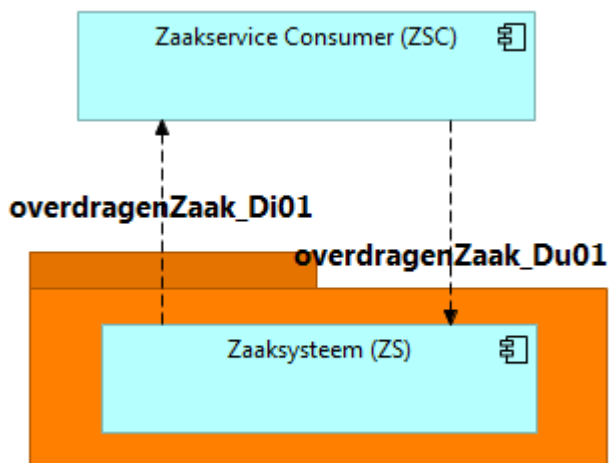 Zaakservice Consumer (ZSC)
overdragenZaak_Di01
overdragenZaak_Du01
Zaaksysteem (ZS)